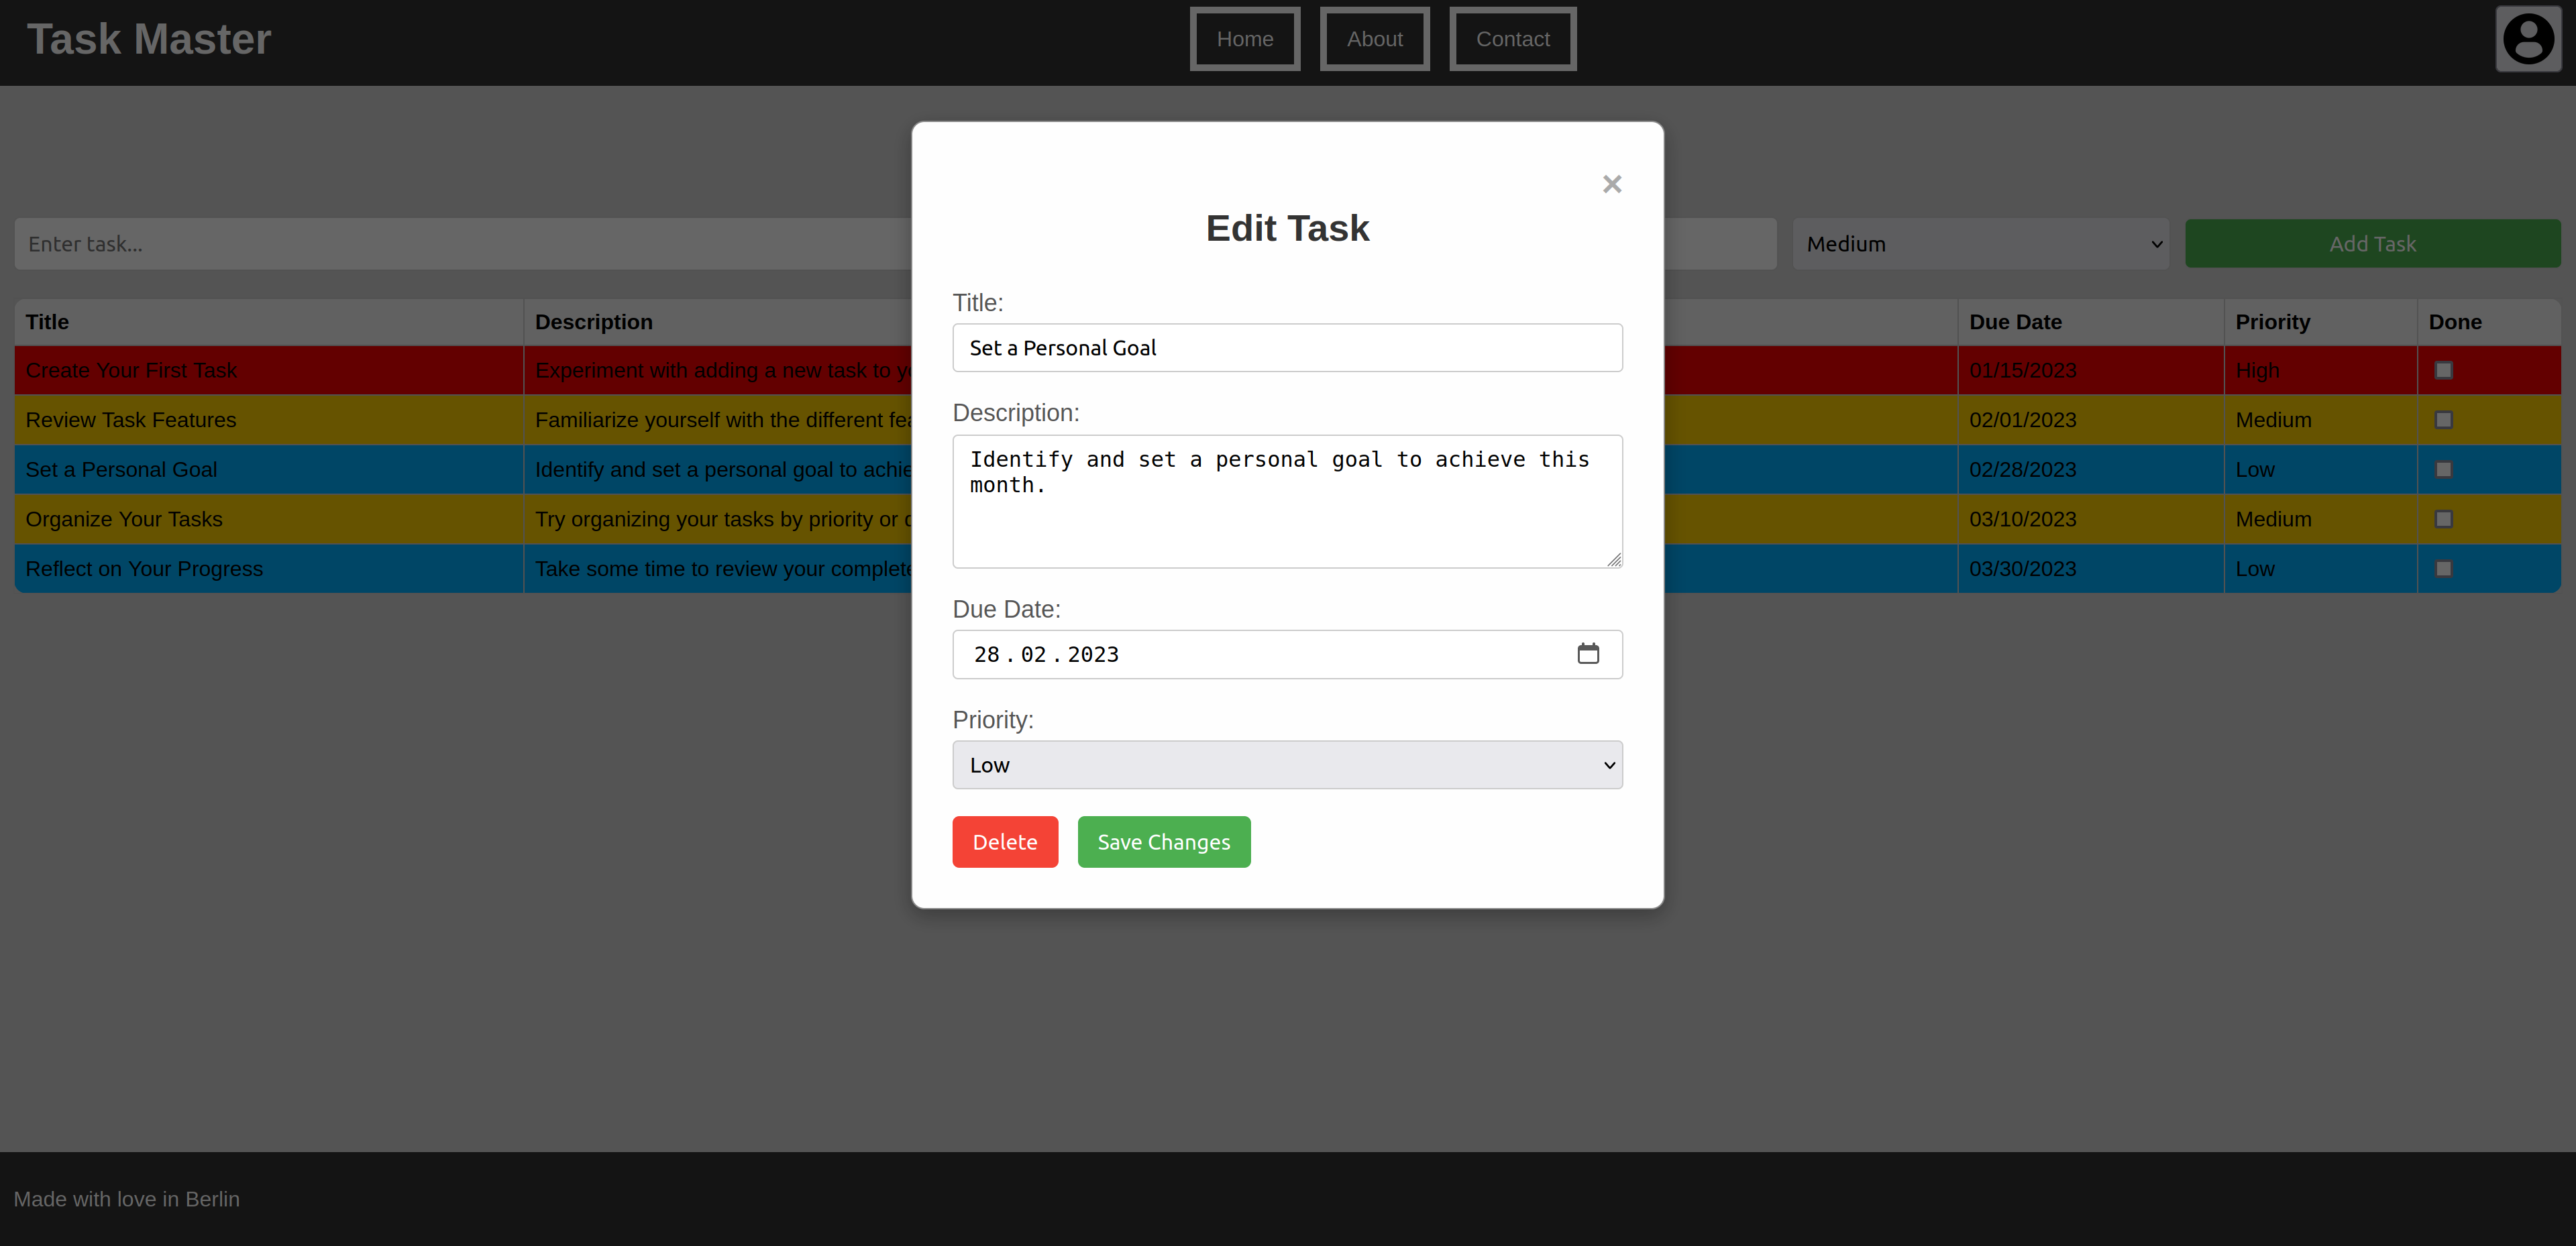 Task Master
Home
About
Contact
×
Edit Task
Enter task...
Medium
Add Task
Title:
Set a Personal Goal
Description:
Identify and set a personal goal to achieve this
month.
Due Date:
28.02.2023
Priority:
Low
Delete
Save Changes
Title Description Due Date Priority Done
Create Your First Task Experiment with adding a new task to 01/15/2023 High
Review Task Features Familiarize yourself with the different 02/01/2023 Medium
Set a Personal Goal Identify and set a personal goal to 02/28/2023 Low
Organize Your Tasks Try organizing your tasks by priority or 03/10/2023 Medium
Reflect on Your Progress Take some time to review your 03/30/2023 Low
Made with love in Berlin